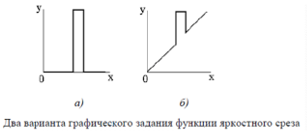 y y
0 x 0 x
а) б)
Два варианта графического задания функции яркостного среза